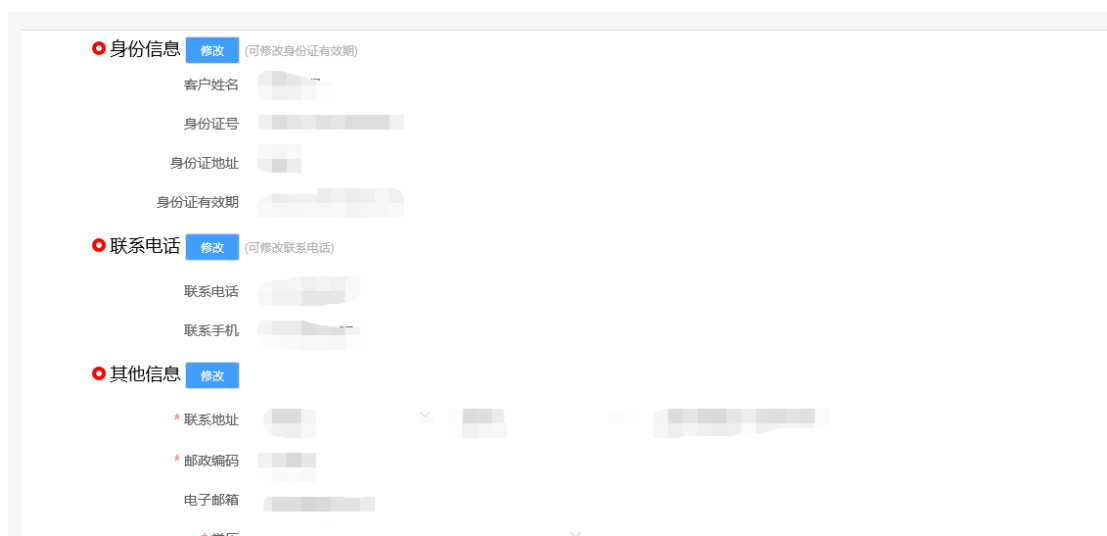 身份信息 修改 (可修改身份证有效期)
客户姓名
身份证号
身份证地址
身份证有效期
联系电话 修改 (可修改联系电话)
联系电话
联系手机
其他信息 修改
* 联系地址
* 邮政编码
电子邮箱